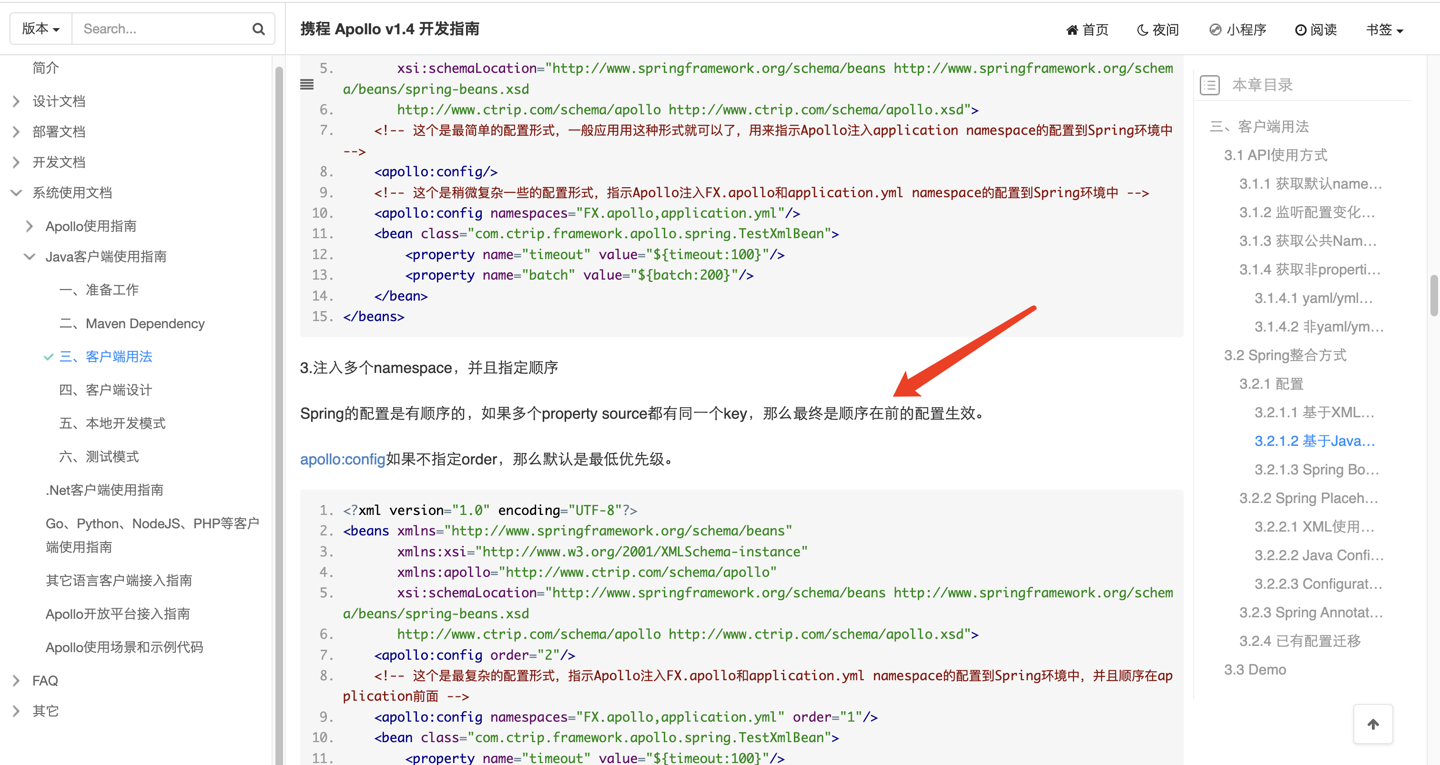 版本
Search...
携程 Apollo v1.4 开发指南
首页
夜间
小程序
阅读
书签
简介
设计文档
部署文档
开发文档
系统使用文档
Apollo使用指南
Java客户端使用指南
一、准备工作
二、Maven Dependency
三、客户端用法
四、客户端设计
五、本地开发模式
六、测试模式
.Net客户端使用指南
Go、Python、NodeJS、PHP等客户
端使用指南
其它语言客户端接入指南
Apollo开放平台接入指南
Apollo使用场景和示例代码
FAQ
其它
5. xsi:schemaLocation="http://www.springframework.org/schema/beans http://www.springframework.org/schem
a/beans/spring-beans.xsd
6. http://www.ctrip.com/schema/apollo http://www.ctrip.com/schema/apollo.xsd">
7. <!-- 这个是最简单的配置形式，一般应用用这种形式就可以了，用来指示Apollo注入application namespace的配置到Spring环境中
-->
8. <apollo:config/>
9. <!-- 这个是稍微复杂一些的配置形式，指示Apollo注入FX.apollo和application.yml namespace的配置到Spring环境中 -->
10. <apollo:config namespaces="FX.apollo,application.yml"/>
11. <bean class="com.ctrip.framework.apollo.spring.TestXmlBean">
12. <property name="timeout" value="${timeout:100}"/>
13. <property name="batch" value="${batch:200}"/>
14. </bean>
15. </beans>
3.注入多个namespace，并且指定顺序
Spring的配置是有顺序的，如果多个property source都有同一个key，那么最终是顺序在前的配置生效。
apollo:config如果不指定order，那么默认是最低优先级。
1. <?xml version="1.0" encoding="UTF-8"?>
2. <beans xmlns="http://www.springframework.org/schema/beans"
3. xmlns:xsi="http://www.w3.org/2001/XMLSchema-instance"
4. xmlns:apollo="http://www.ctrip.com/schema/apollo"
5. xsi:schemaLocation="http://www.springframework.org/schema/beans http://www.springframework.org/schem
a/beans/spring-beans.xsd
6. http://www.ctrip.com/schema/apollo http://www.ctrip.com/schema/apollo.xsd">
7. <apollo:config order="2"/>
8. <!-- 这个是最复杂的配置形式，指示Apollo注入FX.apollo和application.yml namespace的配置到Spring环境中，并且顺序在ap
plication前面 -->
9. <apollo:config namespaces="FX.apollo,application.yml" order="1"/>
10. <bean class="com.ctrip.framework.apollo.spring.TestXmlBean">
11. <property name="timeout" value="${timeout:100}"/>
本章目录
三、客户端用法
3.1 API使用方式
3.1.1 获取默认name...
3.1.2 监听配置变化...
3.1.3 获取公共Nam...
3.1.4 获取非properti...
3.1.4.1 yaml/yml...
3.1.4.2 非yaml/ym...
3.2 Spring整合方式
3.2.1 配置
3.2.1.1 基于XML...
3.2.1.2 基于Java...
3.2.1.3 Spring Bo...
3.2.2 Spring Placeh...
3.2.2.1 XML使用...
3.2.2.2 Java Confi...
3.2.2.3 Configurat...
3.2.3 Spring Annotat...
3.2.4 已有配置迁移
3.3 Demo